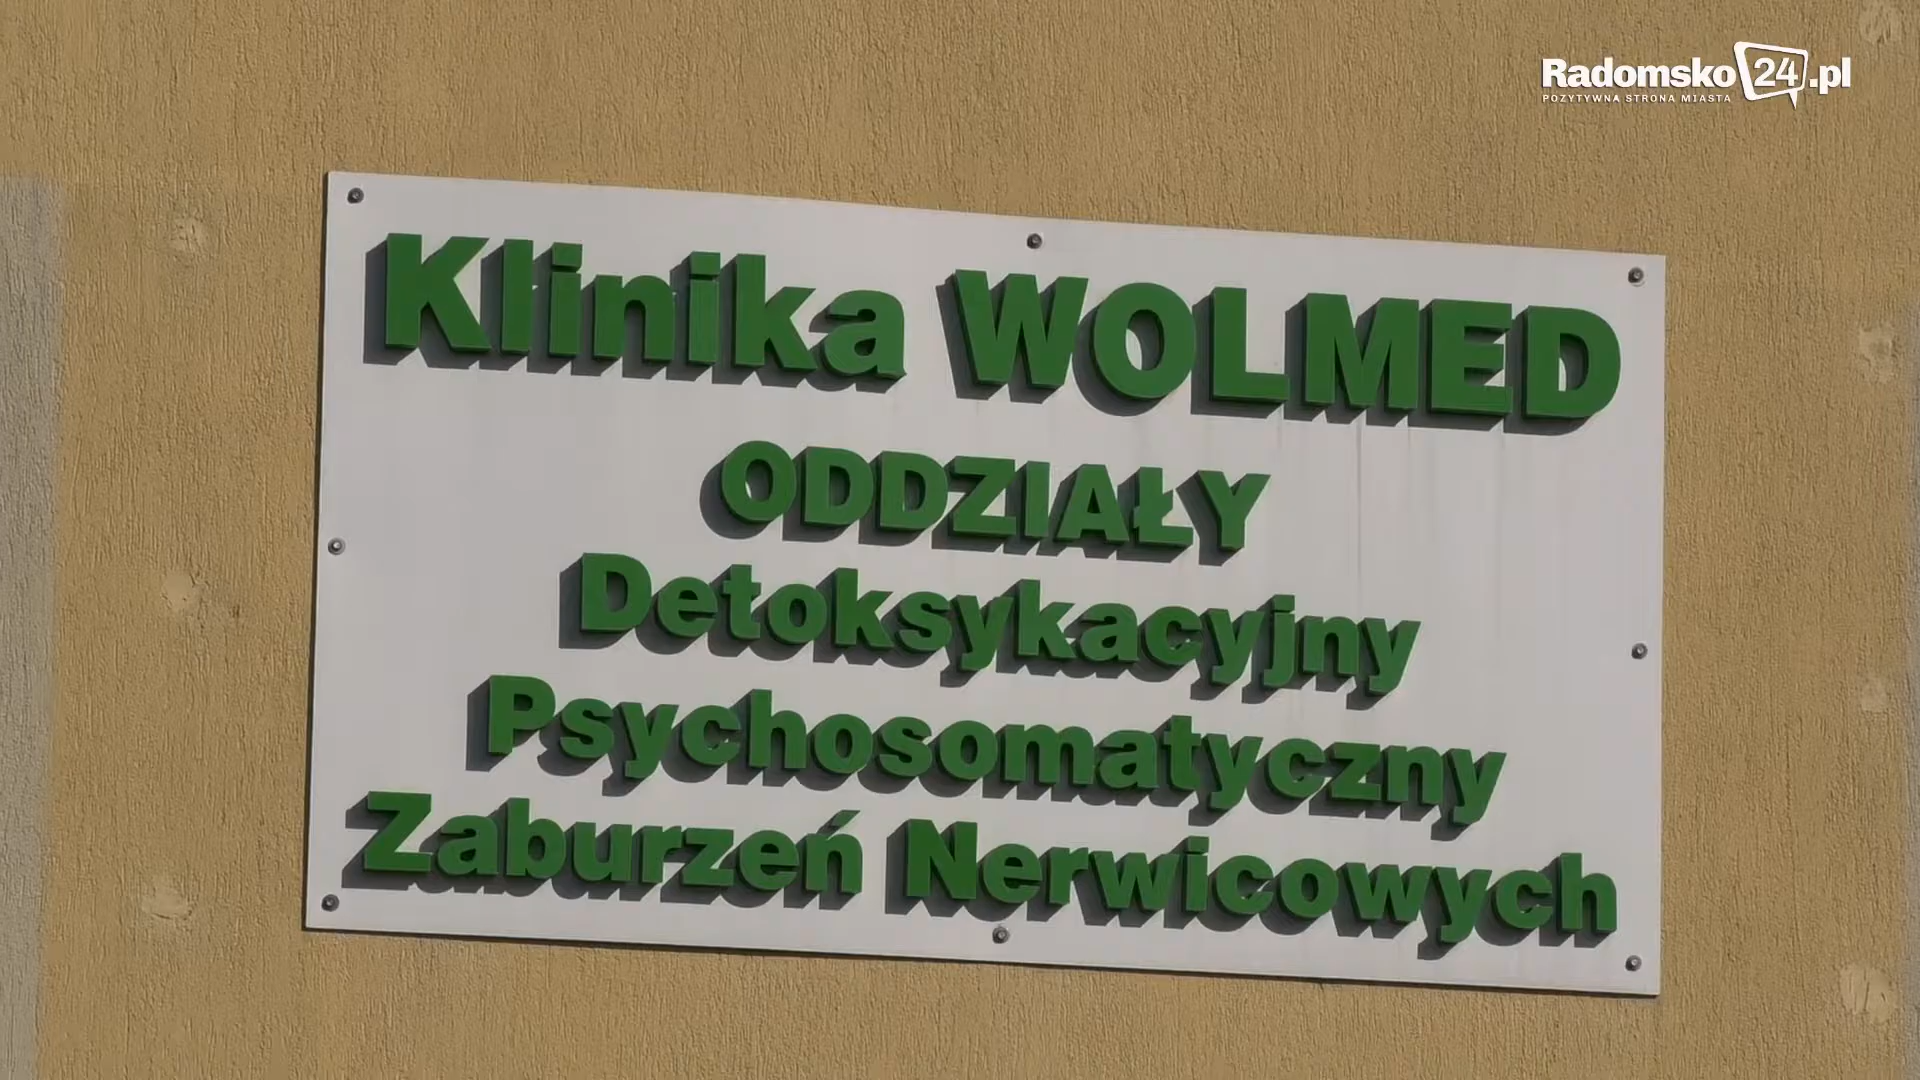 Radomsko24.pl
POZYTYWNA STRONA MIASTA
Klinika WOLMED
ODDZIAŁY
Detoksykacyjny
Psychosomatyczny
Zaburzeń Nerwicowych